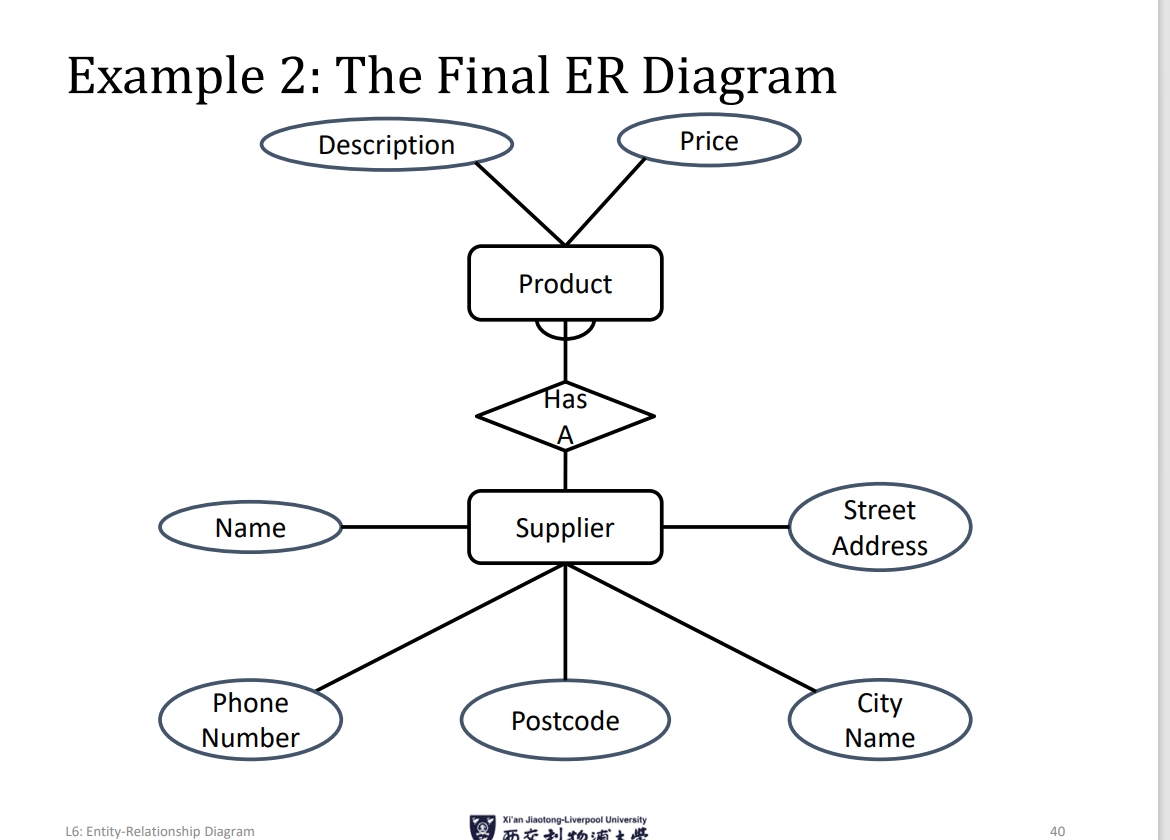 Example 2: The Final ER Diagram
Description
Price
Product
Has
A
Name
Supplier
Street
Address
Phone
Number
Postcode
City
Name
L6: Entity-Relationship Diagram
Xi'an Jiaotong-Liverpool University
西交利物浦大學
40